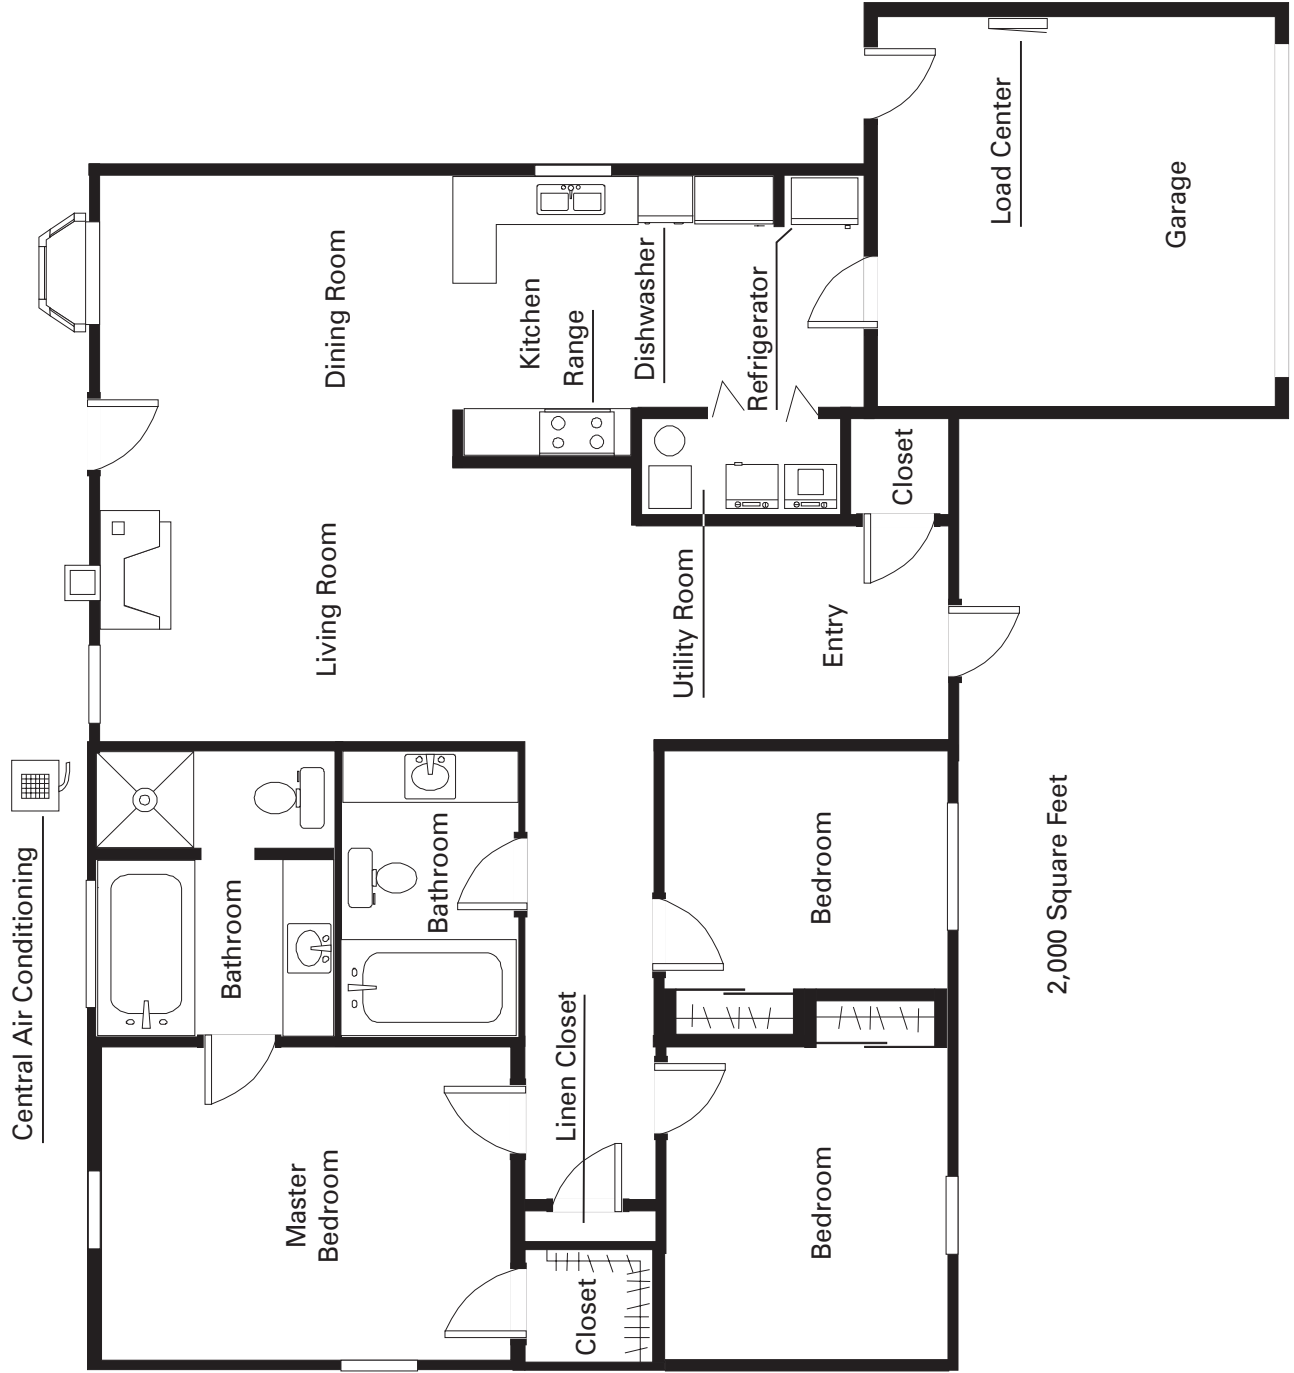 Central Air Conditioning
Master
Bedroom
Bathroom
Bathroom
Living Room
Dining Room
Kitchen
Range
Dishwasher
Refrigerator
Linen Closet
Closet
Utility Room
Entry
Closet
Bedroom
Bedroom
Load Center
Garage
2,000 Square Feet